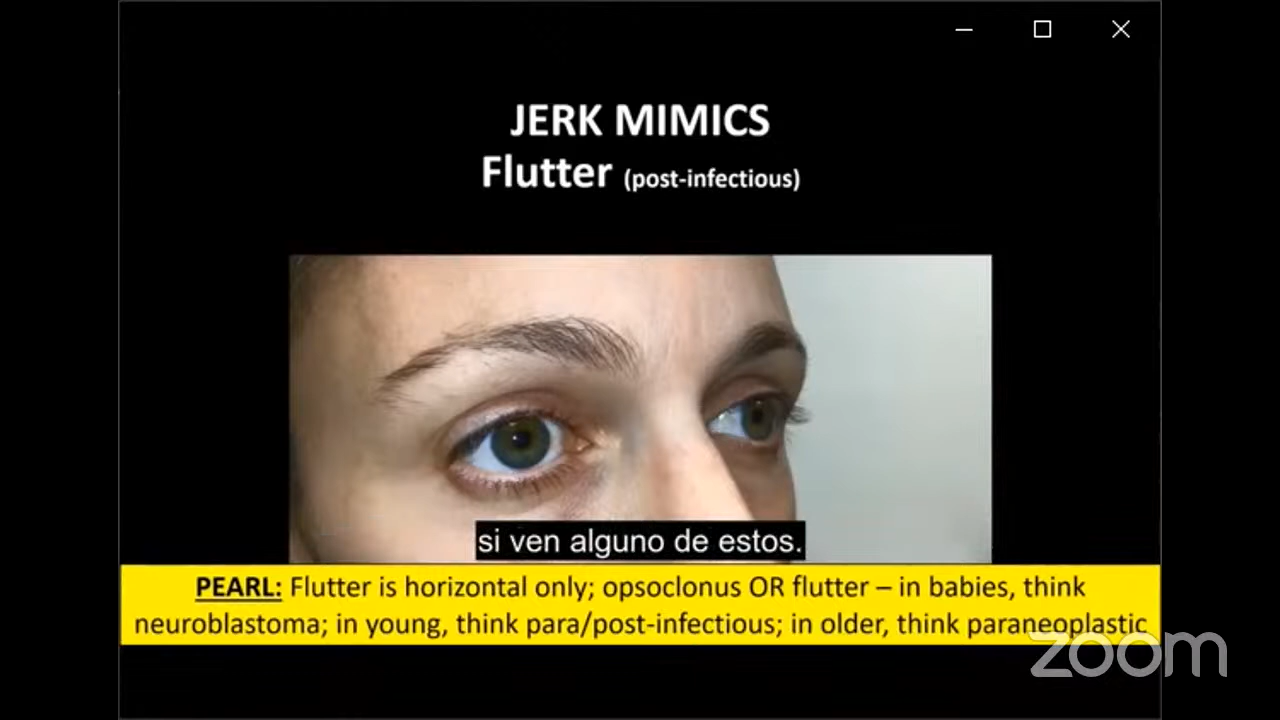 JERK MIMICS
Flutter (post-infectious)
si ven alguno de estos.
PEARL: Flutter is horizontal only; opsoclonus OR flutter – in babies, think
neuroblastoma; in young, think para/post-infectious; in older, think paraneoplastic
zoom